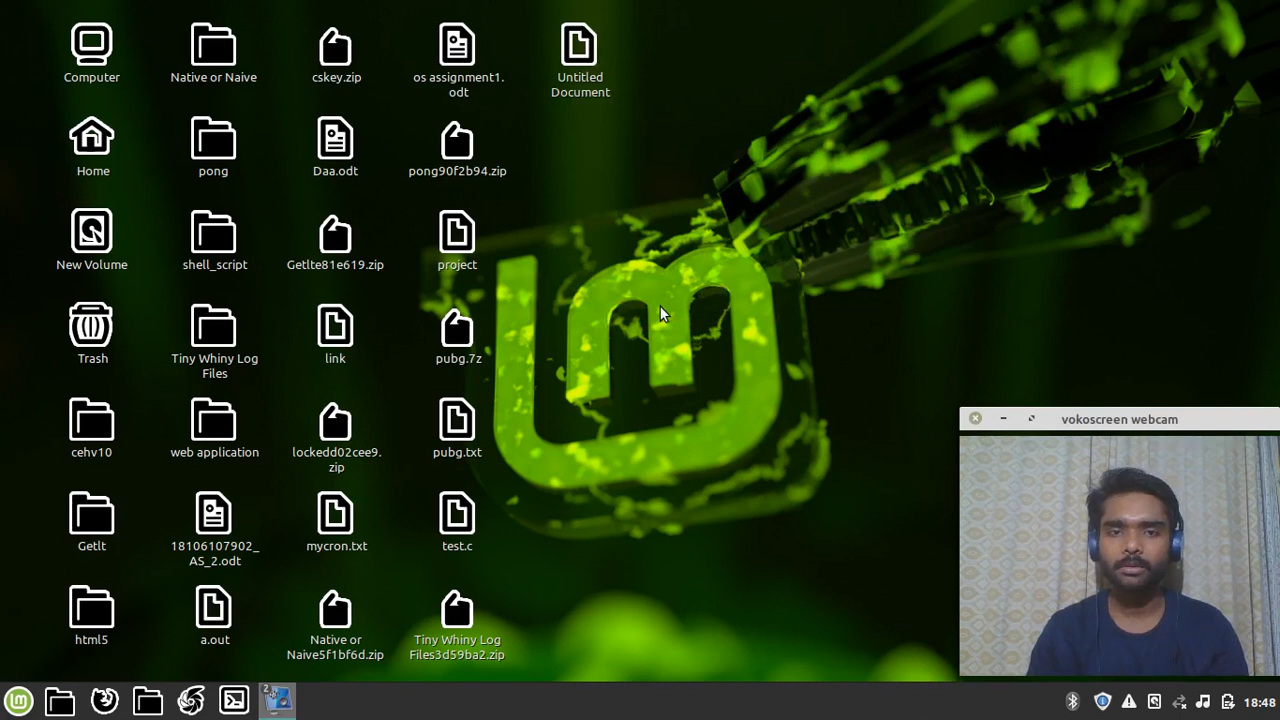 Computer
Native or Naive
cskey.zip
os assignment1.
odt
Untitled
Document
Home
pong
Daa.odt
pong90f2b94.zip
New Volume
shell_script
GetIte81e619.zip
project
Trash
Tiny Whiny Log
Files
link
pubg.7z
cehv10
web application
lockedd02cee9.
zip
pubg.txt
GetIt
18106107902_
AS_2.odt
mycron.txt
test.c
html5
a.out
Native or
Naive5f1bf6d.zip
Tiny Whiny Log
Files3d59ba2.zip
vokoscreen webcam
2
18:48